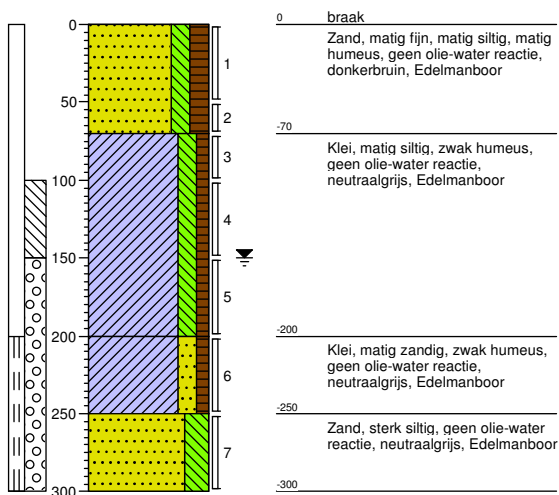 0
50
100
150
200
250
300
1
2
3
4
5
6
7
0 braak
Zand, matig fijn, matig siltig, matig
humeus, geen olie-water reactie,
donkerbruin, Edelmanboor
-70
Klei, matig siltig, zwak humeus,
geen olie-water reactie,
neutraalgrijs, Edelmanboor
-200
Klei, matig zandig, zwak humeus,
geen olie-water reactie,
neutraalgrijs, Edelmanboor
-250
Zand, sterk siltig, geen olie-water
reactie, neutraalgrijs, Edelmanboor
-300